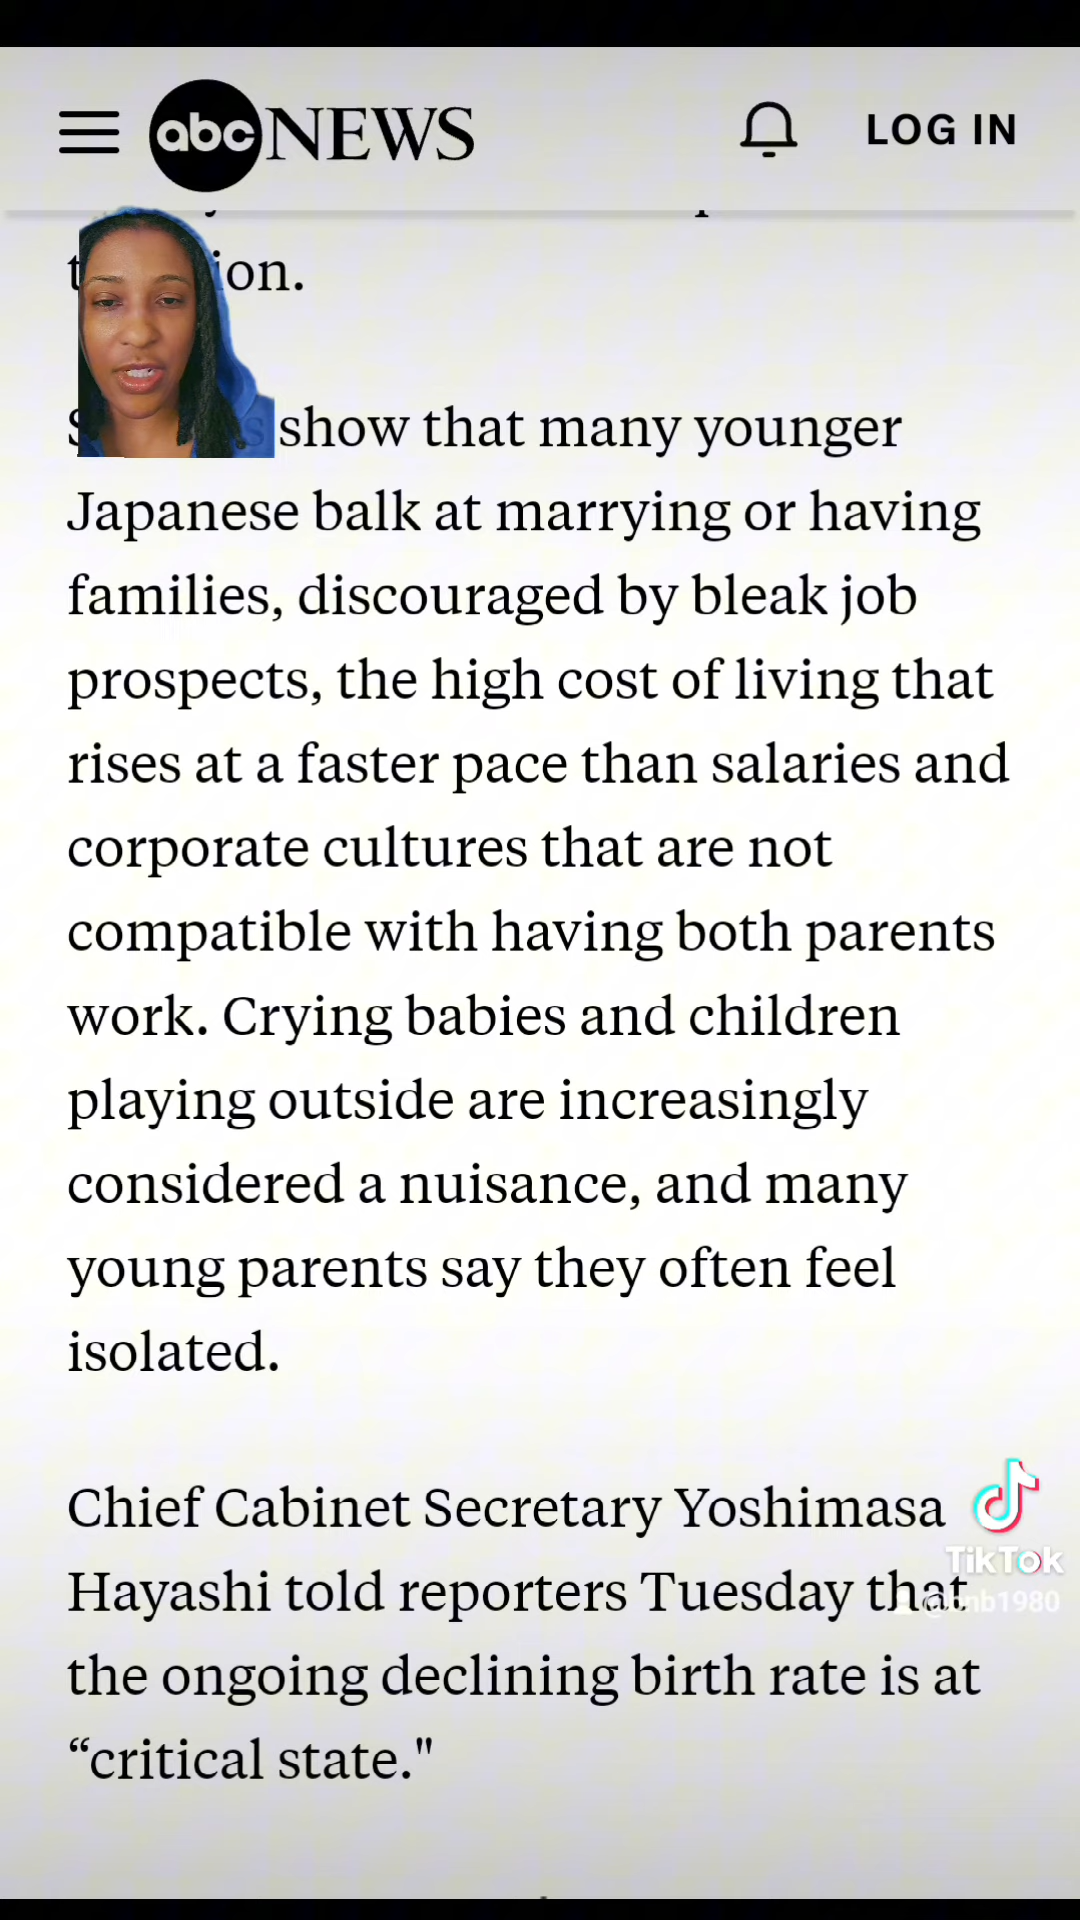 abc NEWS
LOG IN
show that many younger
Japanese balk at marrying or having
families, discouraged by bleak job
prospects, the high cost of living that
rises at a faster pace than salaries and
corporate cultures that are not
compatible with having both parents
work. Crying babies and children
playing outside are increasingly
considered a nuisance, and many
young parents say they often feel
isolated.
Chief Cabinet Secretary Yoshimasa
Hayashi told reporters Tuesday that
the ongoing declining birth rate is at
“critical state."
TikTok